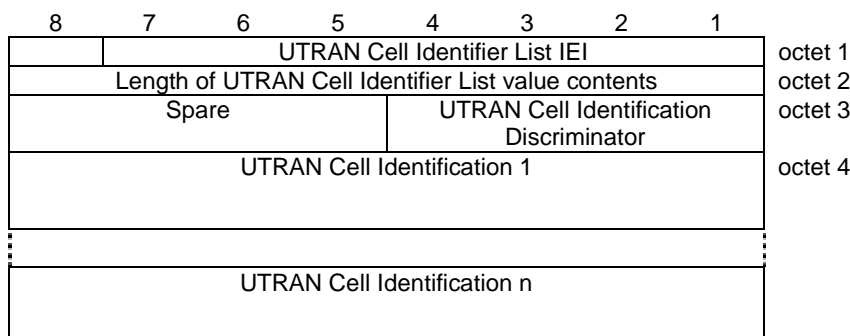 8 7 6 5 4 3 2 1
UTRAN Cell Identifier List IEI octet 1
Length of UTRAN Cell Identifier List value contents octet 2
Spare UTRAN Cell Identification octet 3
Discriminator
UTRAN Cell Identification 1 octet 4
UTRAN Cell Identification n